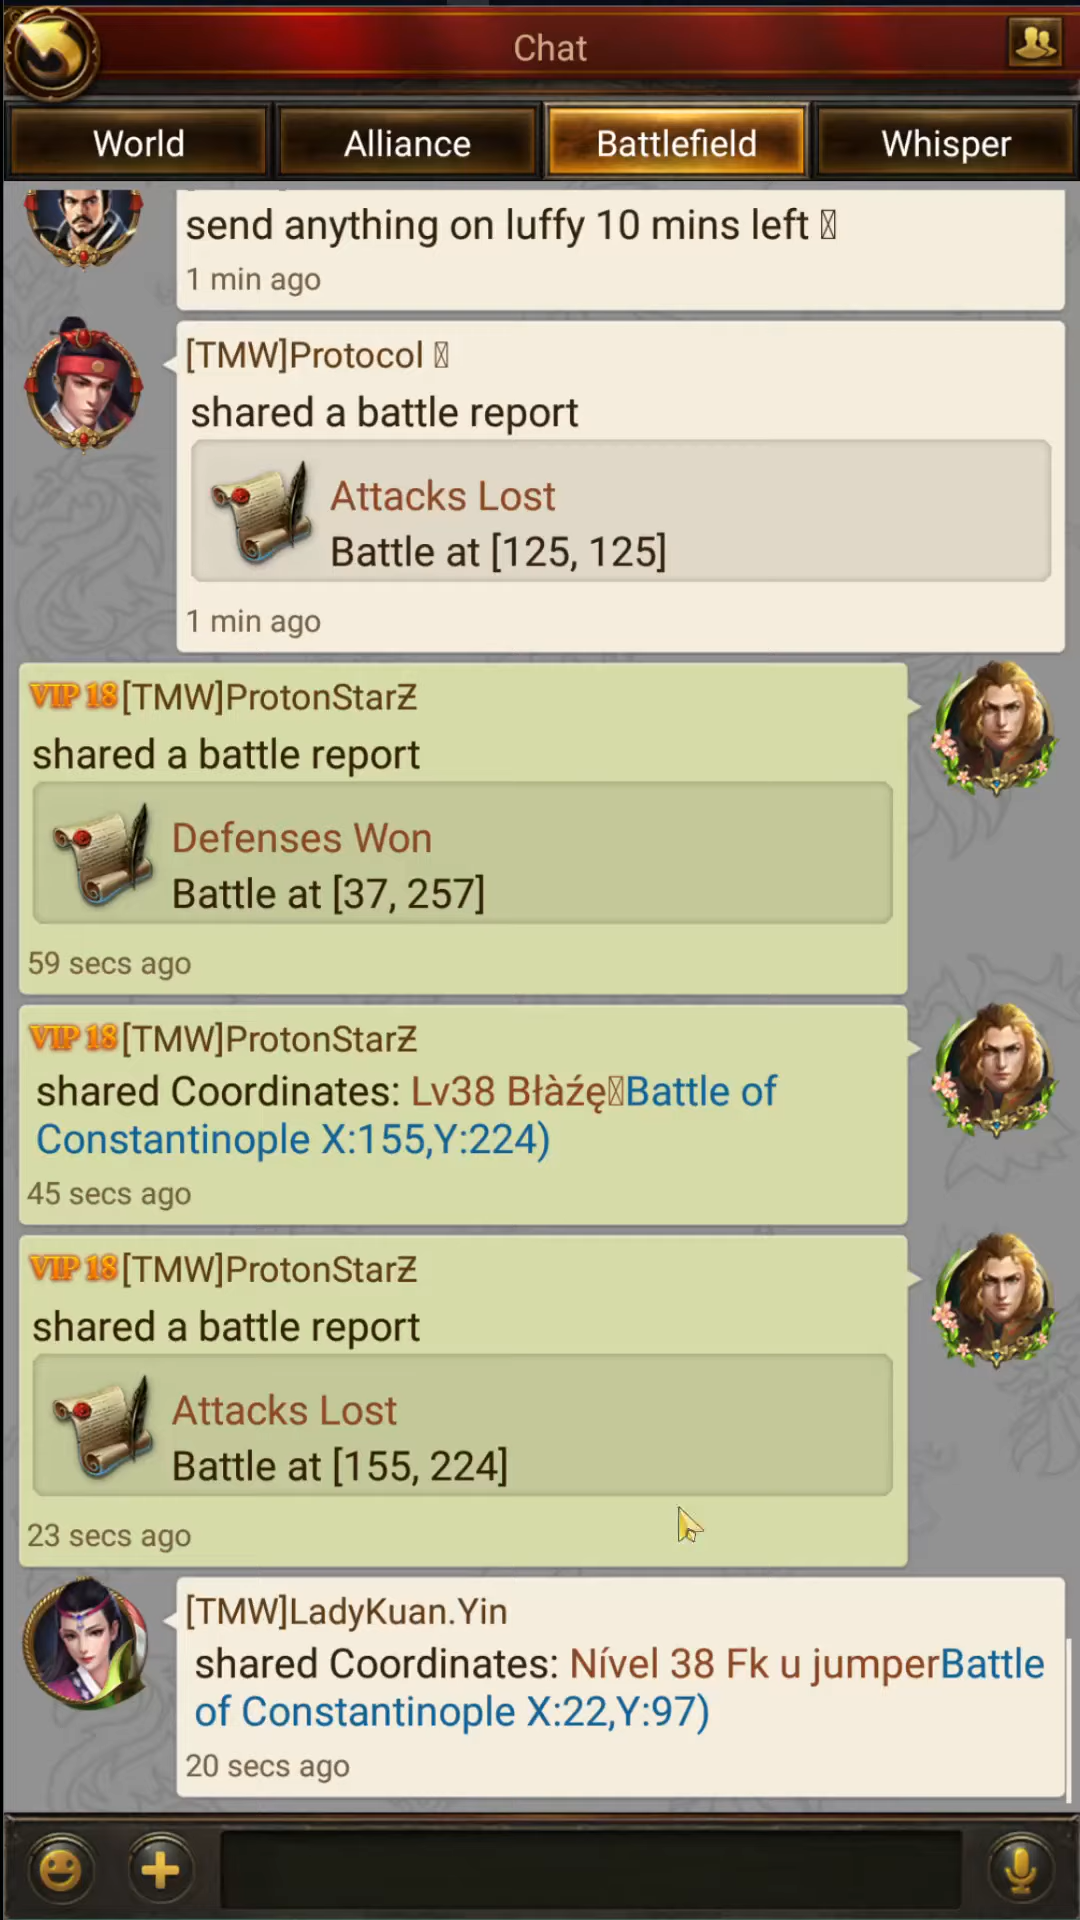 Chat
World
Alliance
Battlefield
Whisper
send anything on luffy 10 mins left
1 min ago
[TMW]Protocol
shared a battle report
Attacks Lost
Battle at [125, 125]
1 min ago
VIP 18 [TMW]ProtonStarƵ
shared a battle report
Defenses Won
Battle at [37, 257]
59 secs ago
VIP 18 [TMW]ProtonStarƵ
shared Coordinates: Lv38 Błàźę Battle of
Constantinople X:155,Y:224)
45 secs ago
VIP 18 [TMW]ProtonStarƵ
shared a battle report
Attacks Lost
Battle at [155, 224]
23 secs ago
[TMW]LadyKuan.Yin
shared Coordinates: Nível 38 Fk u jumperBattle
of Constantinople X:22,Y:97)
20 secs ago